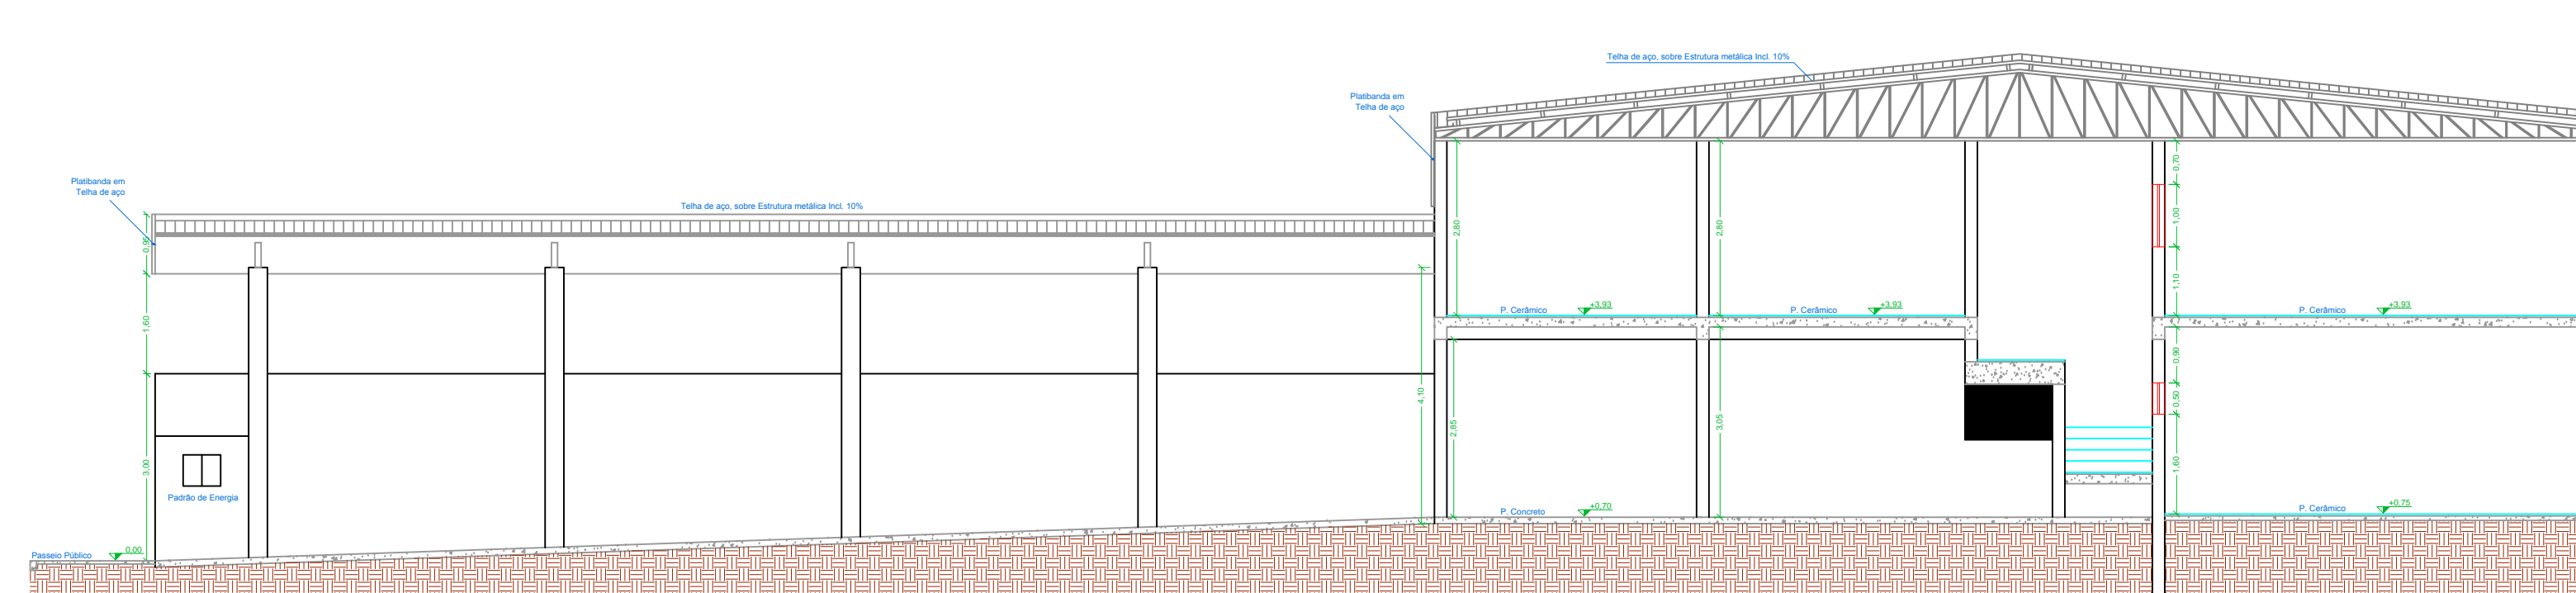 Telha de aço, sobre Estrutura metálica Incl. 10%
Platibanda em
Telha de aço
Platibanda em
Telha de aço
Telha de aço, sobre Estrutura metálica Incl. 10%
0,95
1,60
3,00
Padrão de Energia
Passeio Público
0,00
4,10
2,80
2,85
P. Cerâmico
+3,93
P. Concreto
+0,70
2,80
3,05
P. Cerâmico
+3,93
0,70
1,00
1,10
0,90
0,50
1,60
P. Cerâmico
+3,93
P. Cerâmico
+0,75